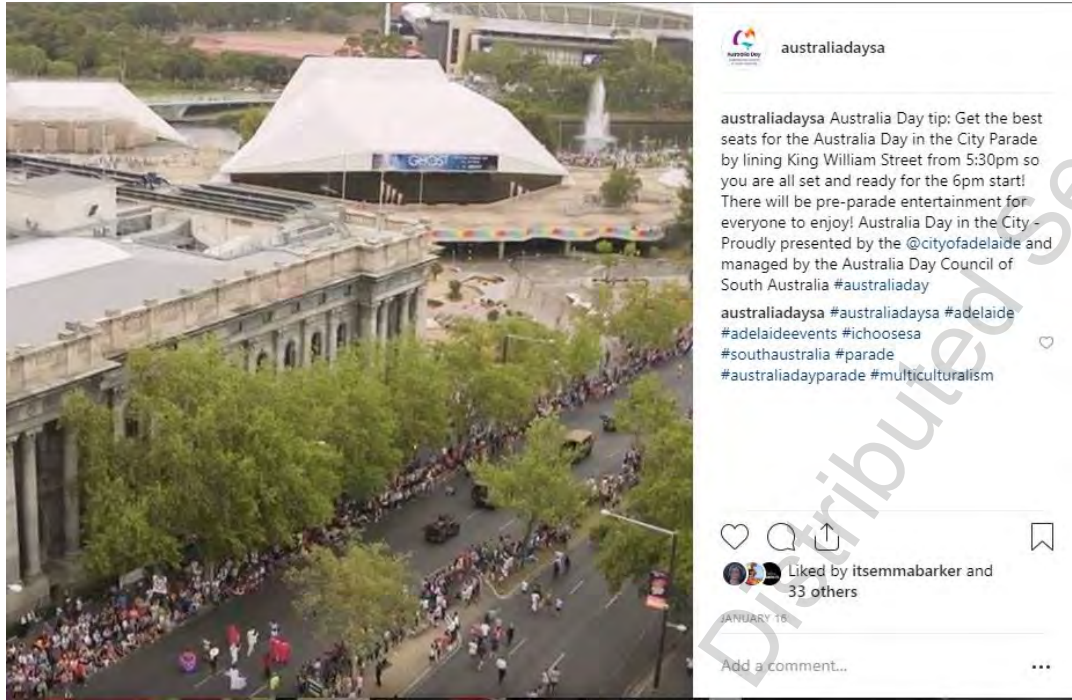 GHOST
Australia Day
australiadaysa
australiadaysa Australia Day tip: Get the best
seats for the Australia Day in the City Parade
by lining King William Street from 5:30pm so
you are all set and ready for the 6pm start!
There will be pre-parade entertainment for
everyone to enjoy! Australia Day in the City -
Proudly presented by the @cityofadelaide and
managed by the Australia Day Council of
South Australia #australiaday
australiadaysa #australiadaysa #adelaide
#adelaideevents #ichoosesa
#southaustralia #parade
#australiadayparade #multiculturalism
Liked by itsemmabarker and
33 others
JANUARY 16
Add a comment...
Distributed Se